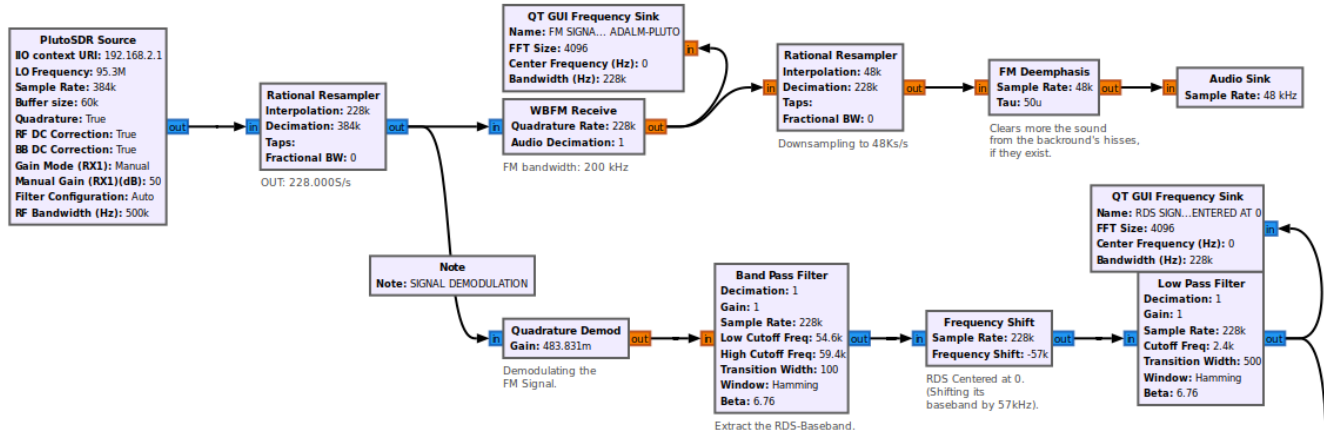 PlutoSDR Source
IIO context URI: 192.168.2.1
LO Frequency: 95.3M
Sample Rate: 384k
Buffer size: 60k
Quadrature: True
RF DC Correction: True
BB DC Correction: True
Gain Mode (RX1): Manual
Manual Gain (RX1)(dB): 50
Filter Configuration: Auto
RF Bandwidth (Hz): 500k
out
in
Rational Resampler
Interpolation: 228k
Decimation: 384k
Taps:
Fractional BW: 0
out
OUT: 228.000S/s
QT GUI Frequency Sink
Name: FM SIGNA... ADALM-PLUTO
FFT Size: 4096
Center Frequency (Hz): 0
Bandwidth (Hz): 228k
in
in
WBFM Receive
Quadrature Rate: 228k
Audio Decimation: 1
out
FM bandwidth: 200 kHz
in
Rational Resampler
Interpolation: 48k
Decimation: 228k
Taps:
Fractional BW: 0
out
Downsampling to 48Ks/s
in
FM Deemphasis
Sample Rate: 48k
Tau: 50u
out
Clears more the sound
from the backround's hisses,
if they exist.
in
Audio Sink
Sample Rate: 48 kHz
Note
Note: SIGNAL DEMODULATION
in
Quadrature Demod
Gain: 483.831m
out
Demodulating the
FM Signal.
in
Band Pass Filter
Decimation: 1
Gain: 1
Sample Rate: 228k
Low Cutoff Freq: 54.6k
High Cutoff Freq: 59.4k
Transition Width: 100
Window: Hamming
Beta: 6.76
out
Extract the RDS-Baseband.
in
Frequency Shift
Sample Rate: 228k
Frequency Shift: -57k
out
RDS Centered at 0.
(Shifting its
baseband by 57kHz).
QT GUI Frequency Sink
Name: RDS SIGN...ENTERED AT 0
FFT Size: 4096
Center Frequency (Hz): 0
Bandwidth (Hz): 228k
in
in
Low Pass Filter
Decimation: 1
Gain: 1
Sample Rate: 228k
Cutoff Freq: 2.4k
Transition Width: 500
Window: Hamming
Beta: 6.76
out